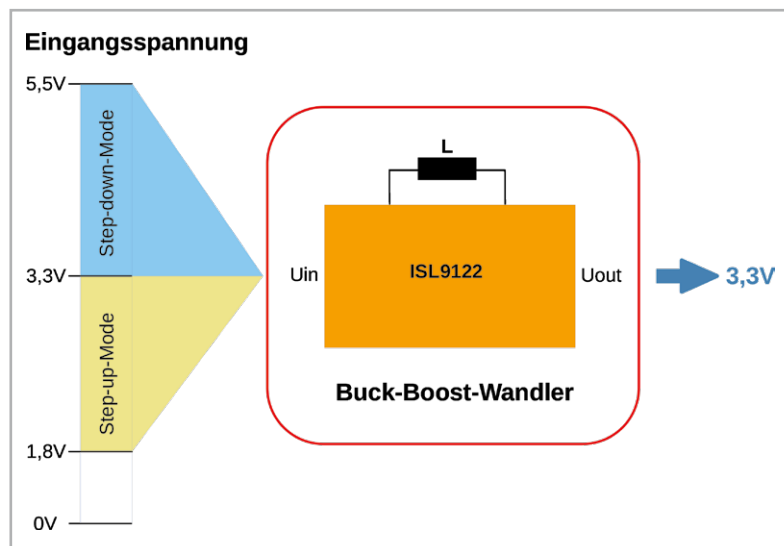 Eingangsspannung
5,5V
Step-down-Mode
3,3V
Step-up-Mode
1,8V
0V
L
Uin
ISL9122
Uout
3,3V
Buck-Boost-Wandler